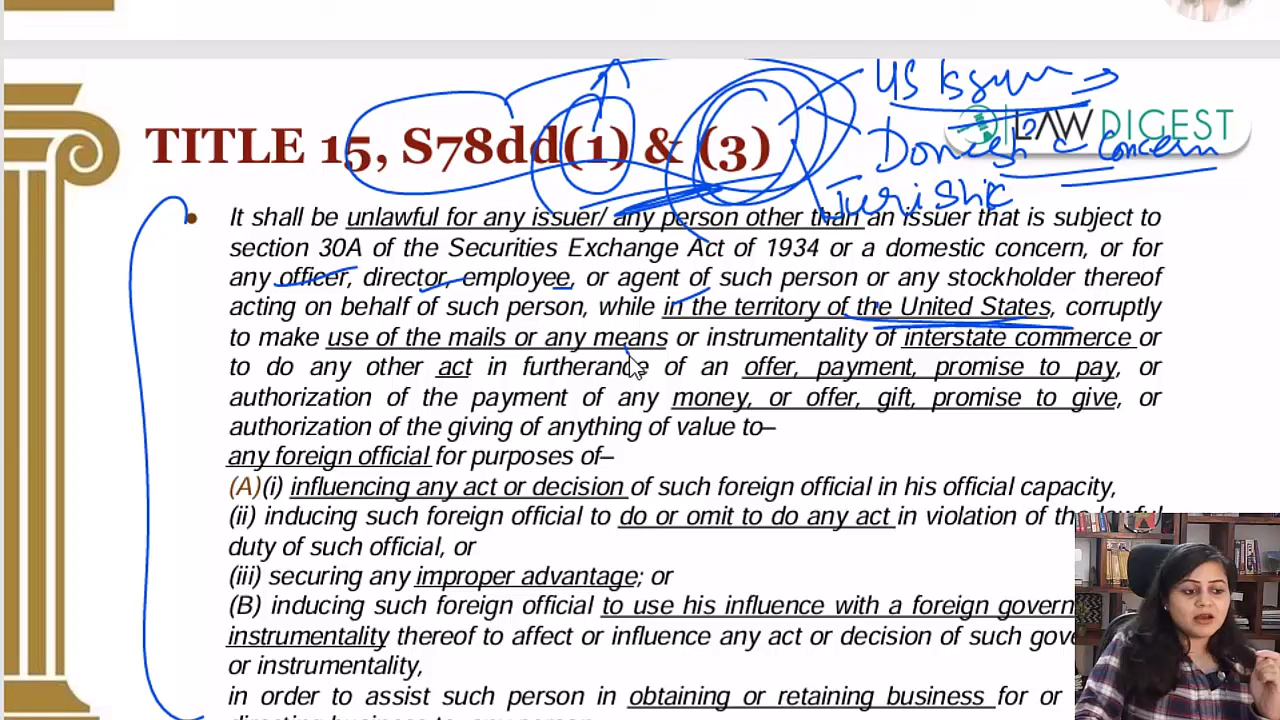 US Issuer
TITLE 15, S78dd(1) & (3)
LAW DIGEST
Domestic Concern
• It shall be unlawful for any issuer/ any person other than an issuer that is subject to
section 30A of the Securities Exchange Act of 1934 or a domestic concern, or for
any officer, director, employee, or agent of such person or any stockholder thereof
acting on behalf of such person, while in the territory of the United States, corruptly
to make use of the mails or any means or instrumentality of interstate commerce or
to do any other act in furtherance of an offer, payment, promise to pay, or
authorization of the payment of any money, or offer, gift, promise to give, or
authorization of the giving of anything of value to–
any foreign official for purposes of–
(A)(i) influencing any act or decision of such foreign official in his official capacity,
(ii) inducing such foreign official to do or omit to do any act in violation of the lawful
duty of such official, or
(iii) securing any improper advantage; or
(B) inducing such foreign official to use his influence with a foreign govern
instrumentality thereof to affect or influence any act or decision of such gove
or instrumentality,
in order to assist such person in obtaining or retaining business for or